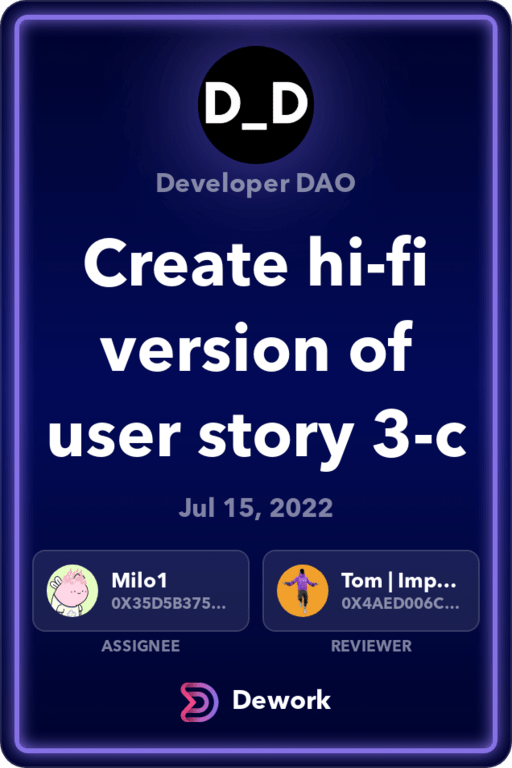 D_D
Developer DAO
Create hi-fi
version of
user story 3-c
Jul 15, 2022
Milo1
0X35D5B375...
Tom | Imp...
0X4AED006C...
ASSIGNEE
REVIEWER
Dework